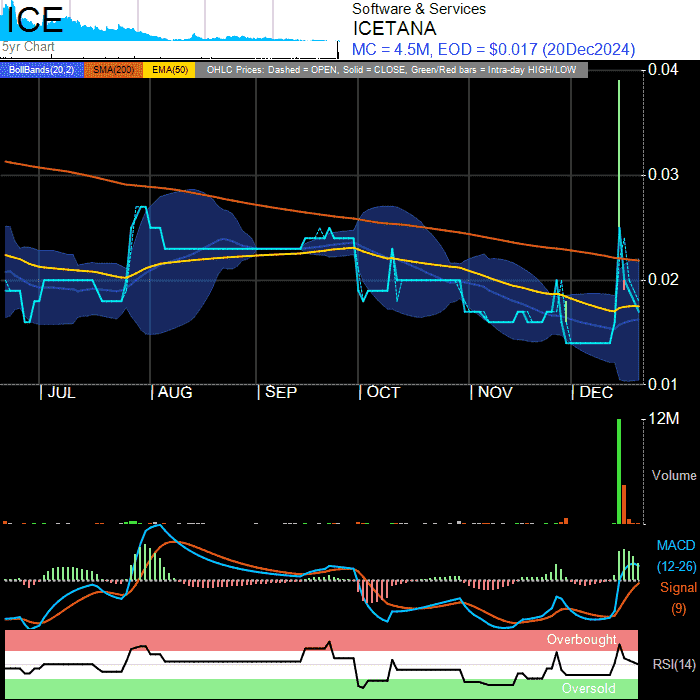 ICE
5yr Chart
Software & Services
ICETANA
MC = 4.5M, EOD = $0.017 (20Dec2024)
BollBands(20,2) SMA(200) EMA(50) OHLC Prices: Dashed = OPEN, Solid = CLOSE, Green/Red bars = Intra-day HIGH/LOW
0.04
0.03
0.02
0.01
JUL AUG SEP OCT NOV DEC
12M
Volume
MACD
(12-26)
Signal
(9)
Overbought
RSI(14)
Oversold